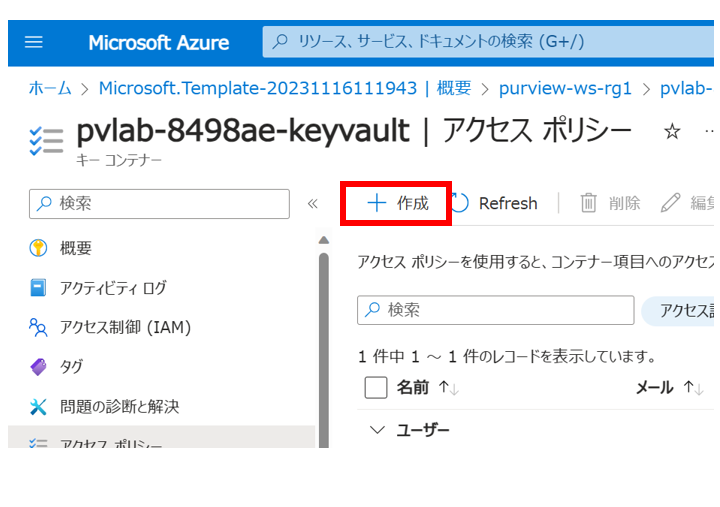 Microsoft Azure
リソース、サービス、ドキュメントの検索 (G+/)
ホーム > Microsoft.Template-20231116111943 | 概要 > purview-ws-rg1 > pvlab-
pvlab-8498ae-keyvault | アクセス ポリシー
キー コンテナー
検索
概要
アクティビティ ログ
アクセス制御 (IAM)
タグ
問題の診断と解決
アクセス ポリシー
作成 Refresh 削除 編集
アクセス ポリシーを使用すると、コンテナー項目へのアクセス
検索
アクセス
1 件中 1 ～ 1 件のレコードを表示しています。
名前 ↑↓ メール ↑↓
ユーザー